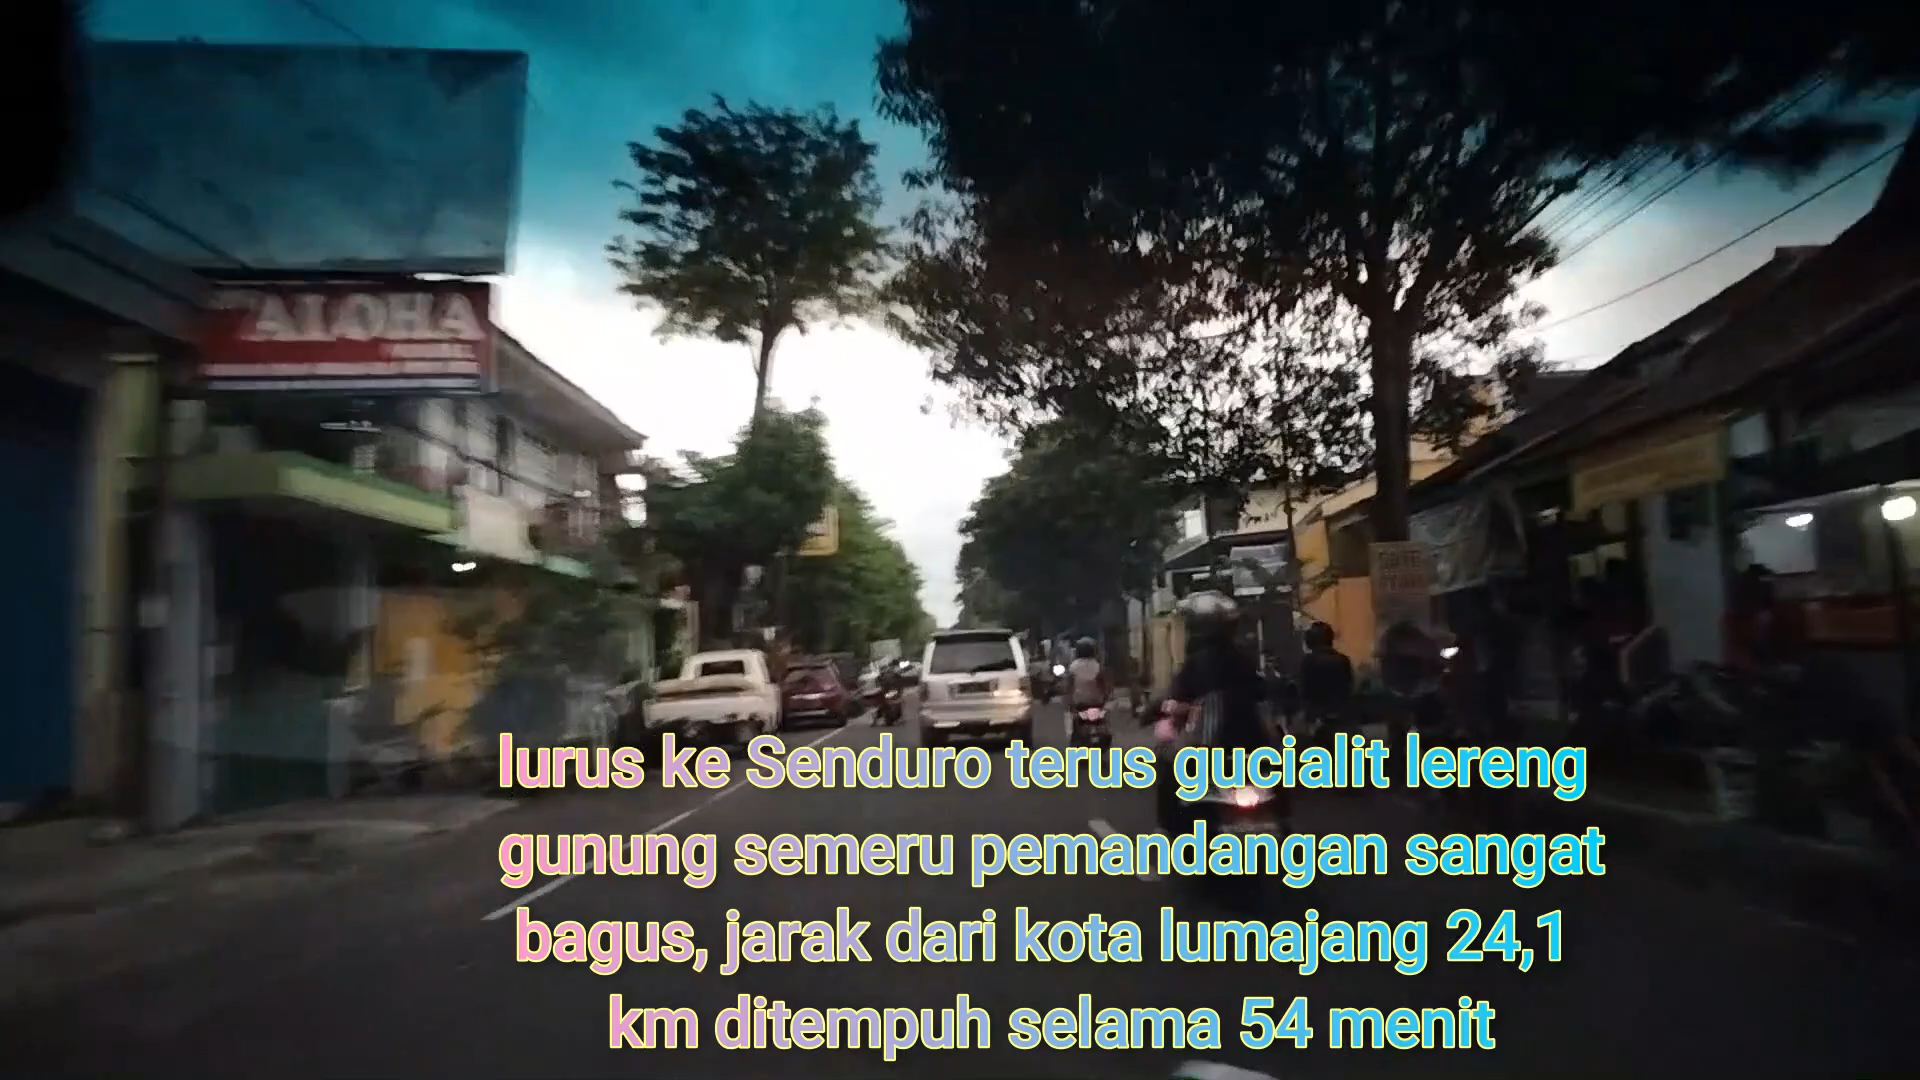 ALOHA
lurus ke Senduro terus gucialit lereng
gunung semeru pemandangan sangat
bagus, jarak dari kota lumajang 24,1
km ditempuh selama 54 menit